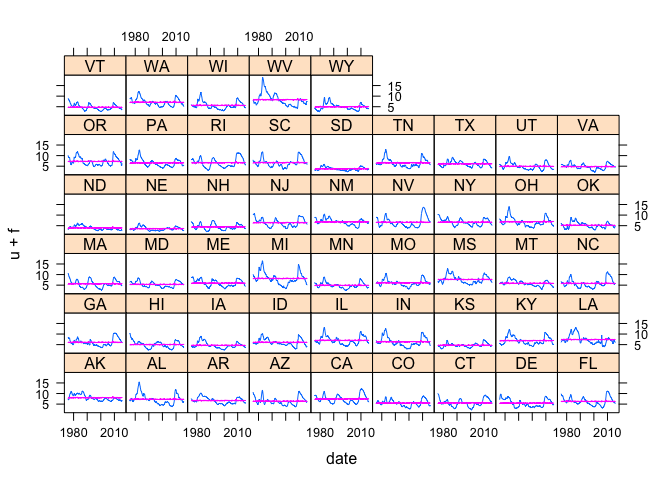 1980 2010 1980 2010
VT WA WI WV WY
15
10
5
OR PA RI SC SD TN TX UT VA
15
10
5
ND NE NH NJ NM NV NY OH OK
15
10
5
MA MD ME MI MN MO MS MT NC
15
10
5
GA HI IA ID IL IN KS KY LA
15
10
5
AK AL AR AZ CA CO CT DE FL
15
10
5
1980 2010 1980 2010 1980 2010 1980 2010 1980
date
u + f